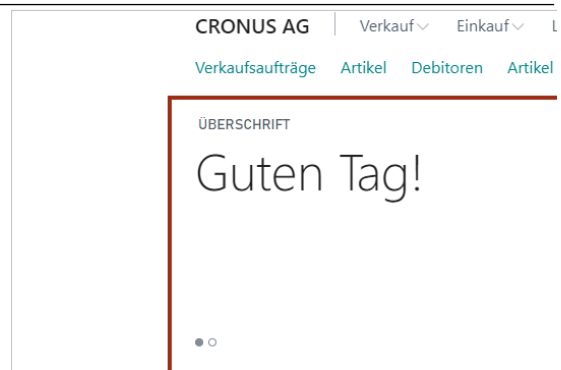 CRONUS AG Verkauf Einkauf
Verkaufsaufträge Artikel Debitoren Artikel
ÜBERSCHRIFT
Guten Tag!